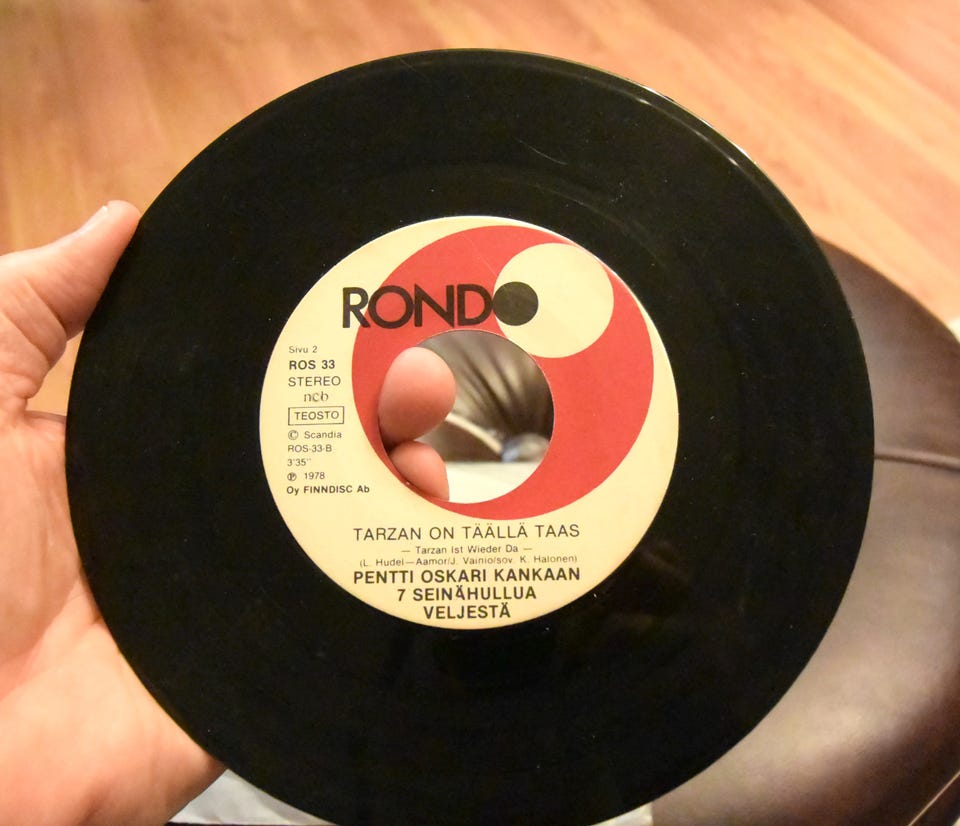 RONDO
Sivu 2
ROS 33
STEREO
ncb
TEOSTO
© Scandia
ROS-33-B
3'35"
℗ 1978
Oy FINNDISC Ab
TARZAN ON TÄÄLLÄ TAAS
— Tarzan Ist Wieder Da —
(L. Hudel—Aamor/J. Vainio/sov. K. Halonen)
PENTTI OSKARI KANKAAN
7 SEINÄHULLUA
VELJESTÄ